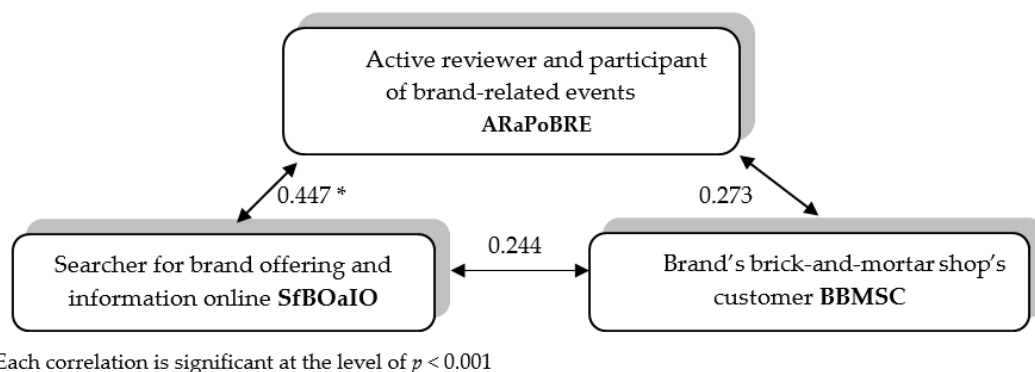 Active reviewer and participant
of brand-related events
ARaPoBRE
0.447 *
0.273
0.244
Searcher for brand offering and
information online SfBOaIO
Brand's brick-and-mortar shop's
customer BBMSC
Each correlation is significant at the level of p < 0.001